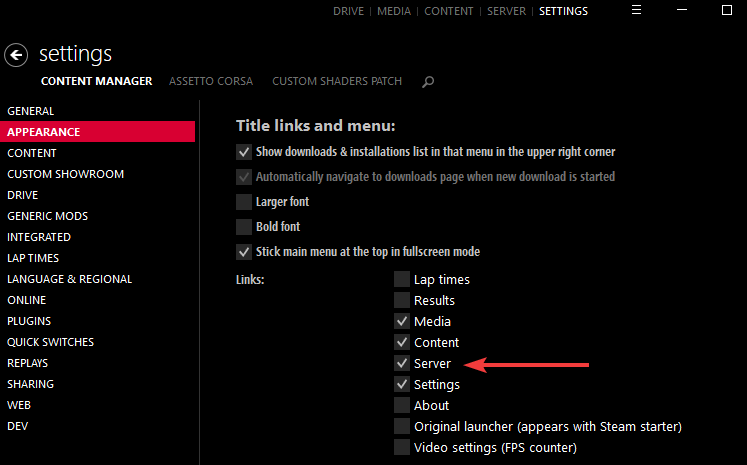 DRIVE | MEDIA | CONTENT | SERVER | SETTINGS
settings
CONTENT MANAGER ASSETTO CORSA CUSTOM SHADERS PATCH
GENERAL
APPEARANCE
CONTENT
CUSTOM SHOWROOM
DRIVE
GENERIC MODS
INTEGRATED
LAP TIMES
LANGUAGE & REGIONAL
ONLINE
PLUGINS
QUICK SWITCHES
REPLAYS
SHARING
WEB
DEV
Title links and menu:
Show downloads & installations list in that menu in the upper right corner
Automatically navigate to downloads page when new download is started
Larger font
Bold font
Stick main menu at the top in fullscreen mode
Links:
Lap times
Results
Media
Content
Server
Settings
About
Original launcher (appears with Steam starter)
Video settings (FPS counter)